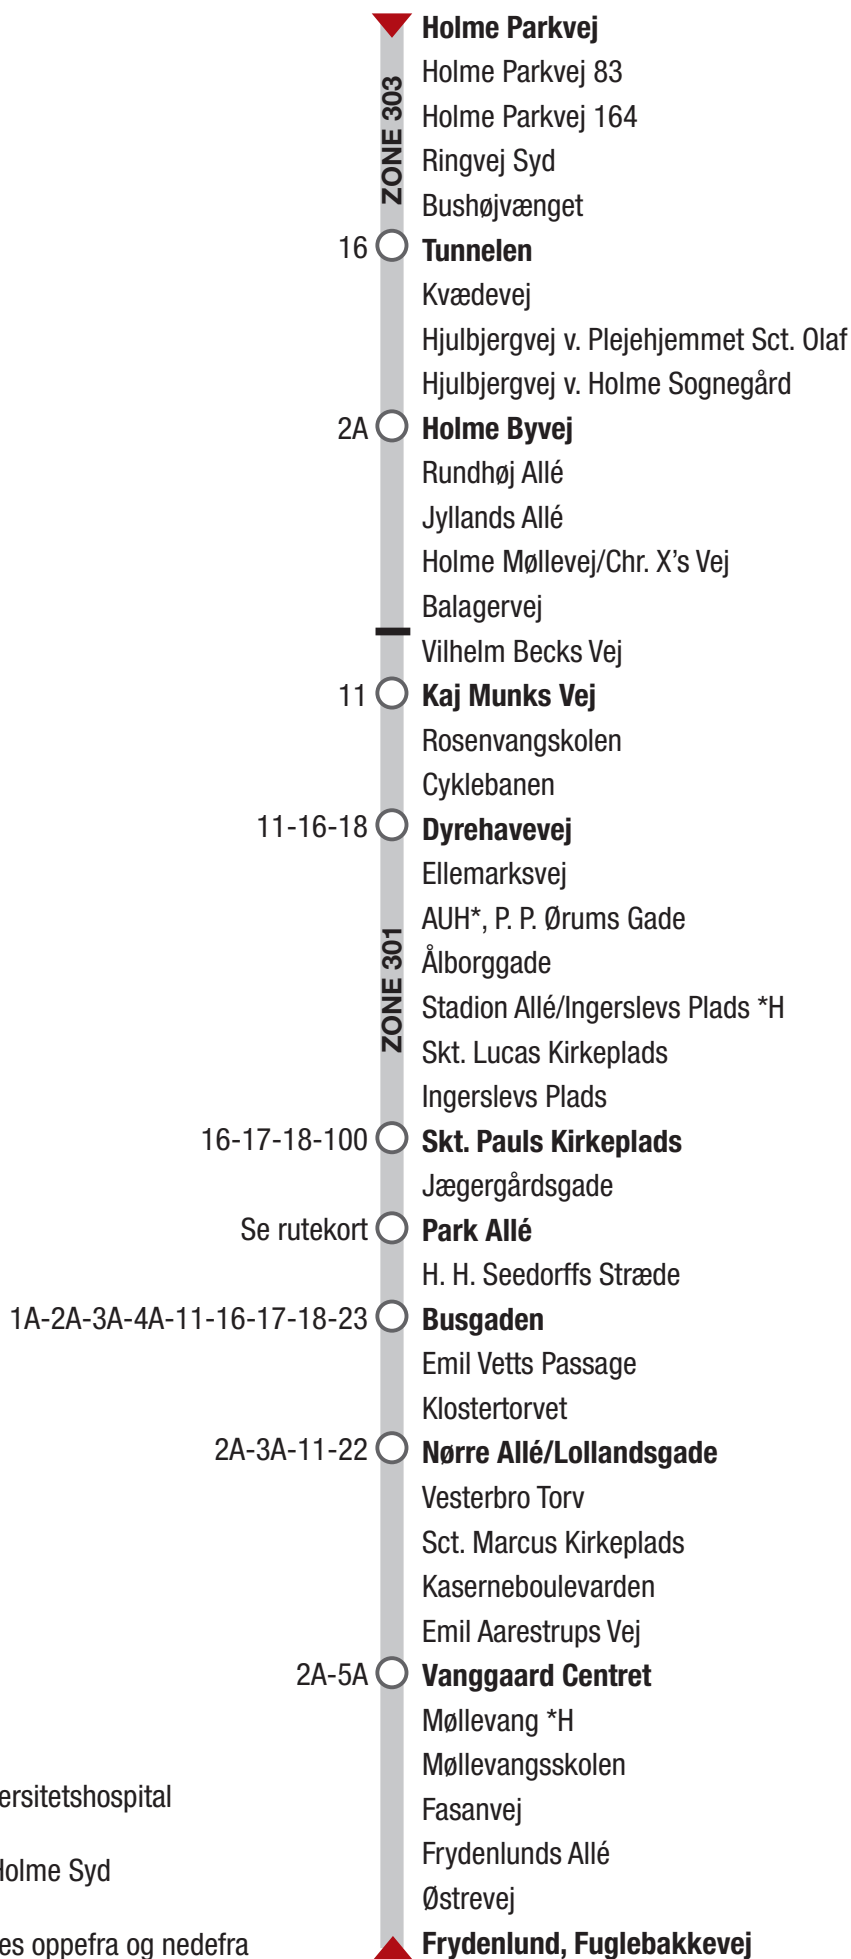 Holme Parkvej
Holme Parkvej 83
Holme Parkvej 164
Ringvej Syd
Bushøjvænget
ZONE 303
16 Tunnelen
Kvædevej
Hjulbjergvej v. Plejehjemmet Sct. Olaf
Hjulbjergvej v. Holme Sognegård
2A Holme Byvej
Rundhøj Allé
Jyllands Allé
Holme Møllevej/Chr. X's Vej
Balagervej
Vilhelm Becks Vej
11 Kaj Munks Vej
Rosenvangskolen
Cyklebanen
11-16-18 Dyrehavevej
Ellemarksvej
AUH*, P. P. Ørums Gade
Ålborggade
ZONE 301
Stadion Allé/Ingerslevs Plads *H
Skt. Lucas Kirkeplads
Ingerslevs Plads
16-17-18-100 Skt. Pauls Kirkeplads
Jægergårdsgade
Se rutekort Park Allé
H. H. Seedorffs Stræde
1A-2A-3A-4A-11-16-17-18-23 Busgaden
Emil Vetts Passage
Klostertorvet
2A-3A-11-22 Nørre Allé/Lollandsgade
Vesterbro Torv
Sct. Marcus Kirkeplads
Kaserneboulevarden
Emil Aarestrups Vej
2A-5A Vanggaard Centret
Møllevang *H
Møllevangsskolen
Fasanvej
Frydenlunds Allé
Østrevej
Frydenlund, Fuglebakkevej
ersitetshospital
Holme Syd
es oppefra og nedefra